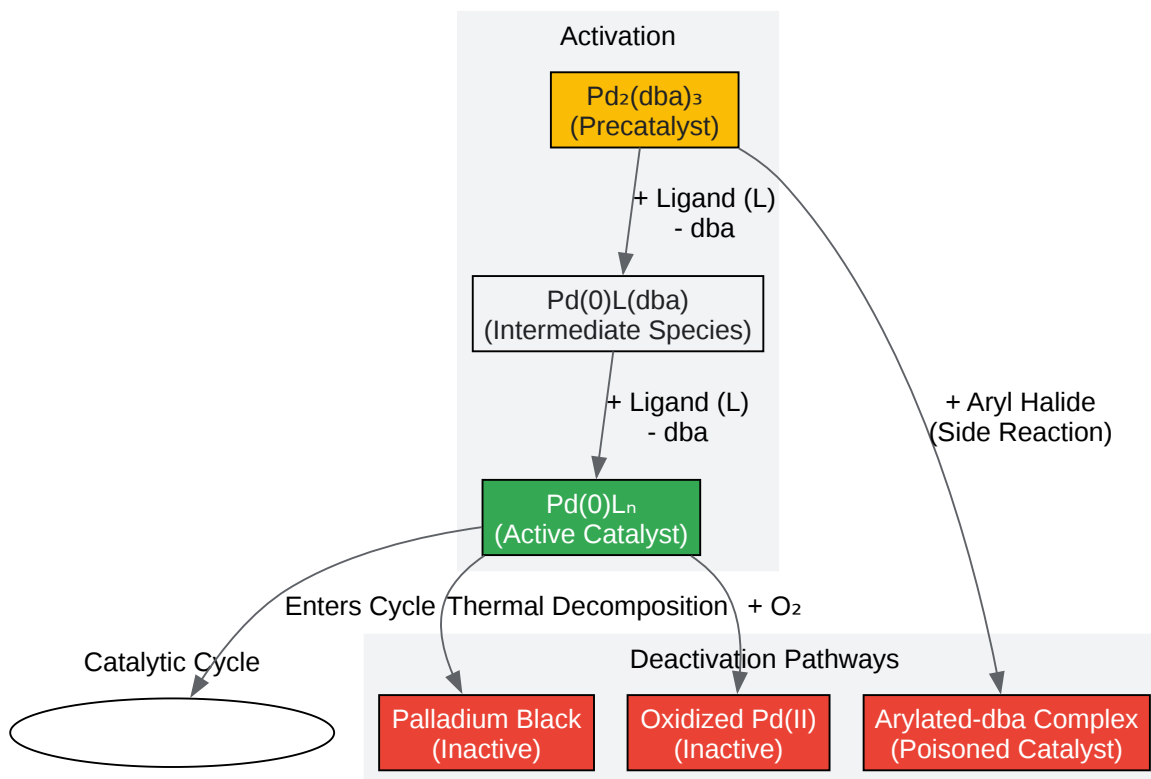 Activation
Pd₂(dba)₃
(Precatalyst)
+ Ligand (L)
- dba
Pd(0)L(dba)
(Intermediate Species)
+ Ligand (L)
- dba
+ Aryl Halide
(Side Reaction)
Pd(0)Lₙ
(Active Catalyst)
Enters Cycle
Thermal Decomposition
+ O₂
Catalytic Cycle
Deactivation Pathways
Palladium Black
(Inactive)
Oxidized Pd(II)
(Inactive)
Arylated-dba Complex
(Poisoned Catalyst)